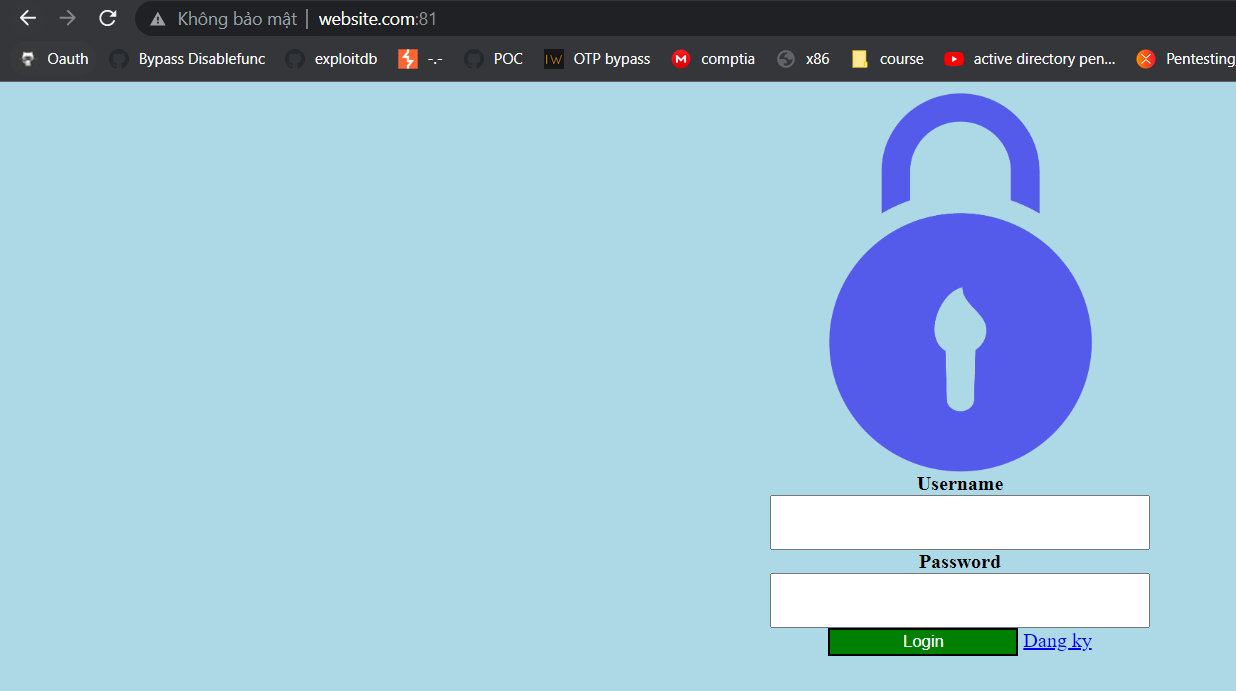 Không bảo mật | website.com:81
Oauth Bypass Disablefunc exploitdb -.- POC IW OTP bypass M comptia x86 course active directory pen... Pentesting
Username
Password
Login Dang ky